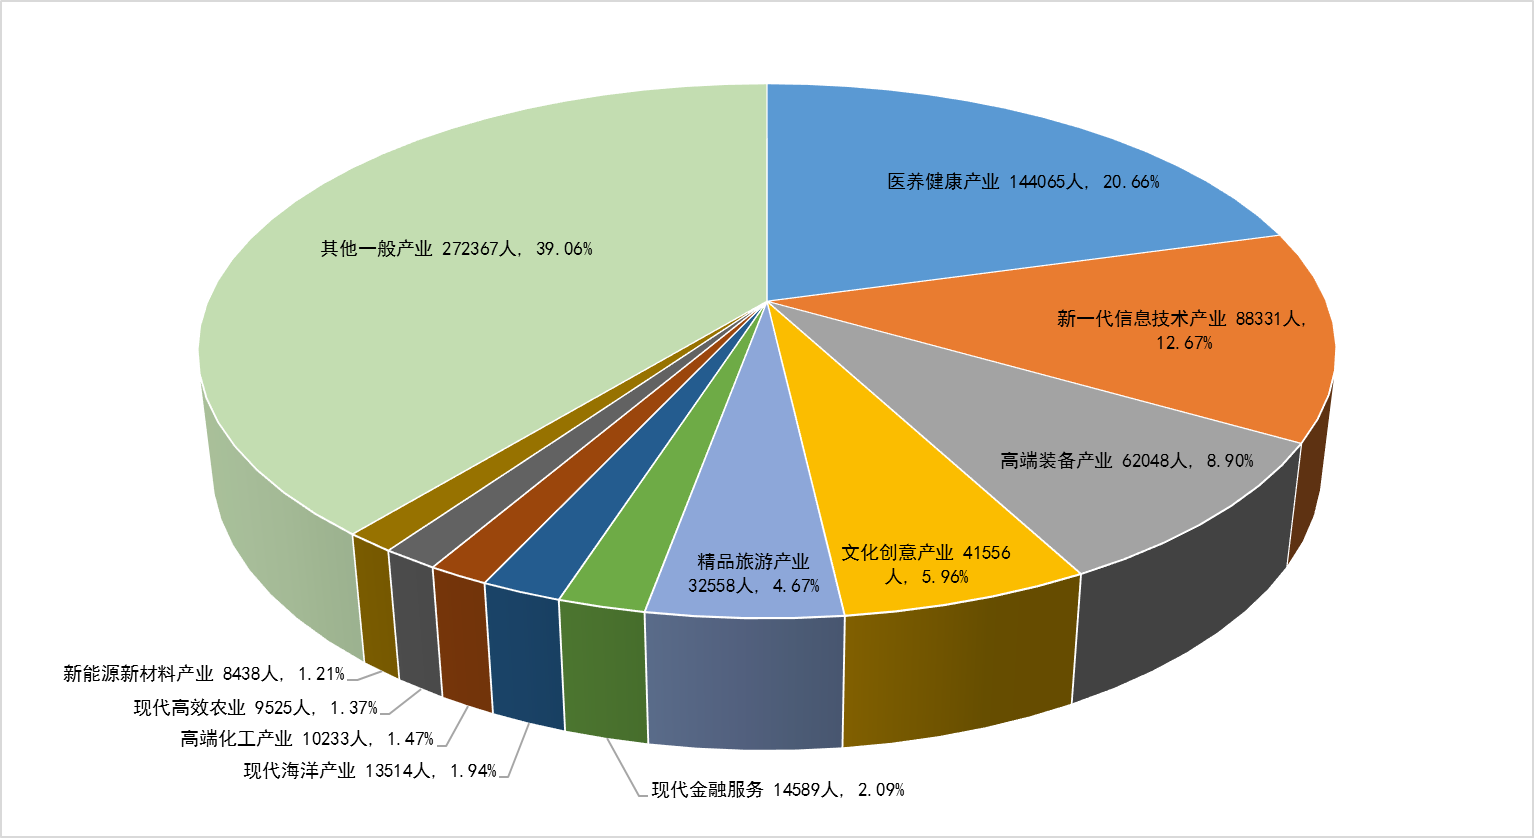 医养健康产业 144065人, 20.66%
其他一般产业 272367人, 39.06%
新一代信息技术产业 88331人,
12.67%
高端装备产业 62048人, 8.90%
文化创意产业 41556
人, 5.96%
精品旅游产业
32558人, 4.67%
新能源新材料产业 8438人, 1.21%
现代高效农业 9525人, 1.37%
高端化工产业 10233人, 1.47%
现代海洋产业 13514人, 1.94%
现代金融服务 14589人, 2.09%